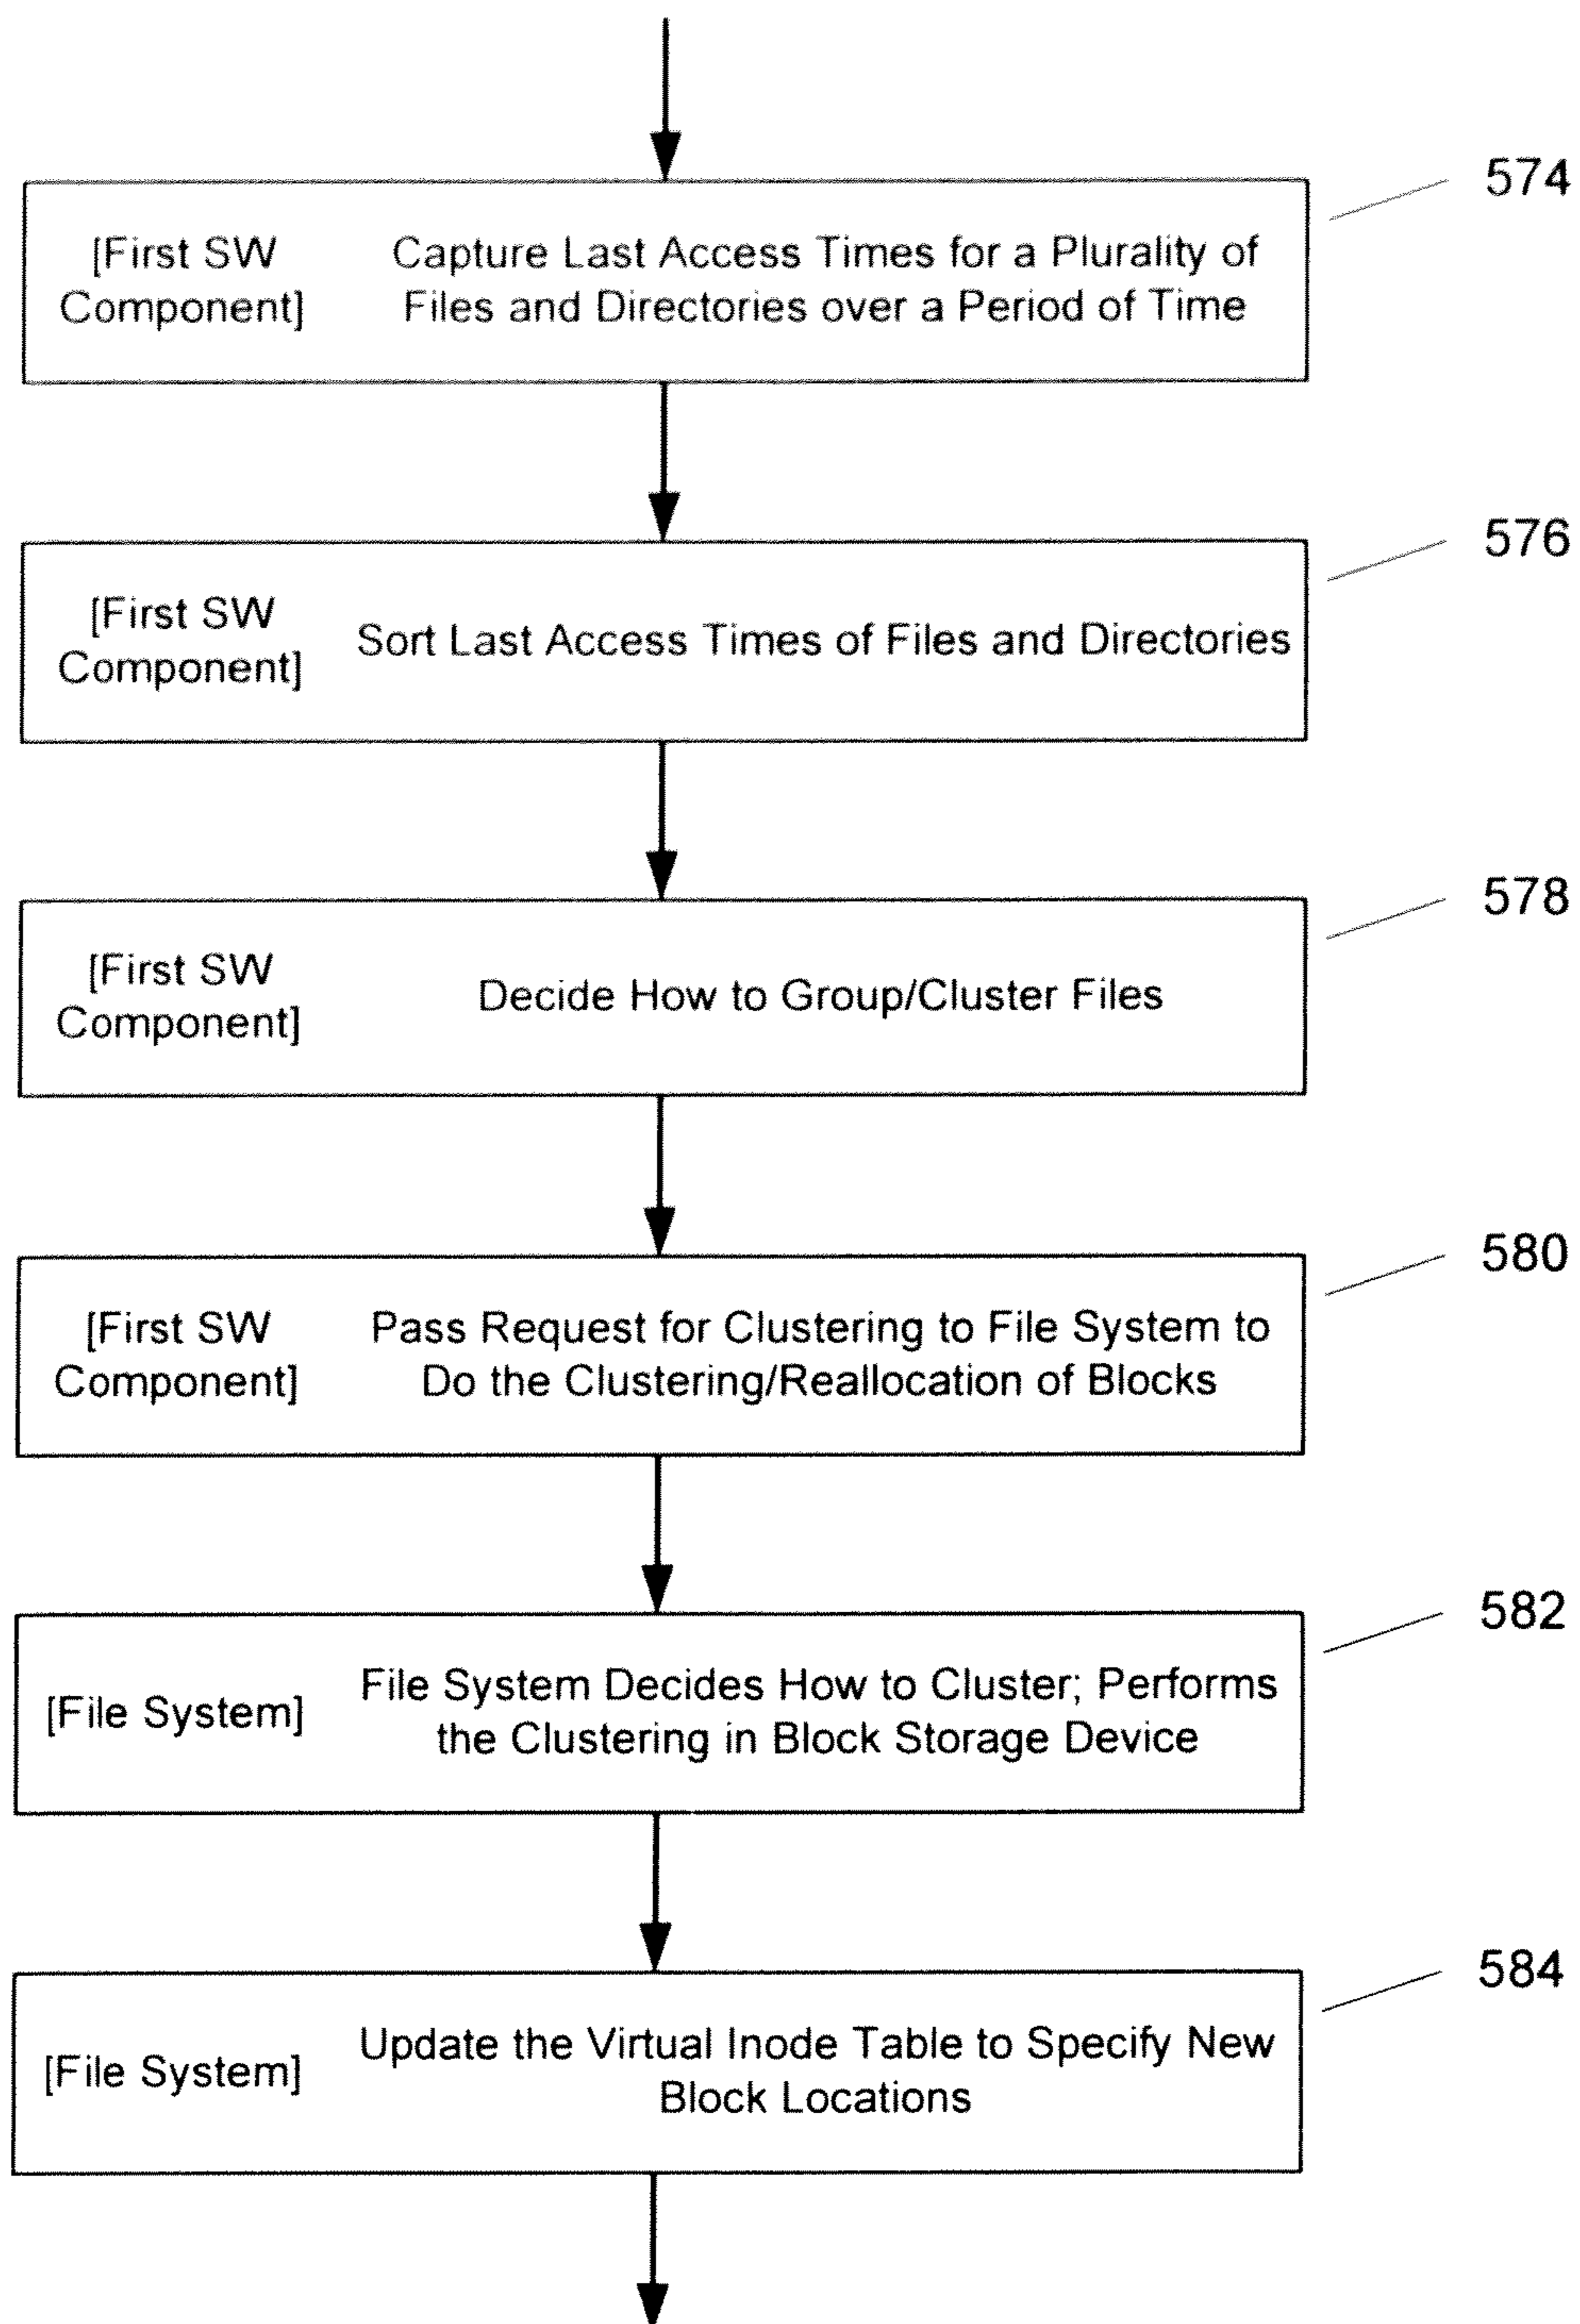 574
[First SW
Component]
Capture Last Access Times for a Plurality of
Files and Directories over a Period of Time
576
[First SW
Component]
Sort Last Access Times of Files and Directories
578
[First SW
Component]
Decide How to Group/Cluster Files
580
[First SW
Component]
Pass Request for Clustering to File System to
Do the Clustering/Reallocation of Blocks
582
[File System]
File System Decides How to Cluster; Performs
the Clustering in Block Storage Device
584
[File System]
Update the Virtual Inode Table to Specify New
Block Locations